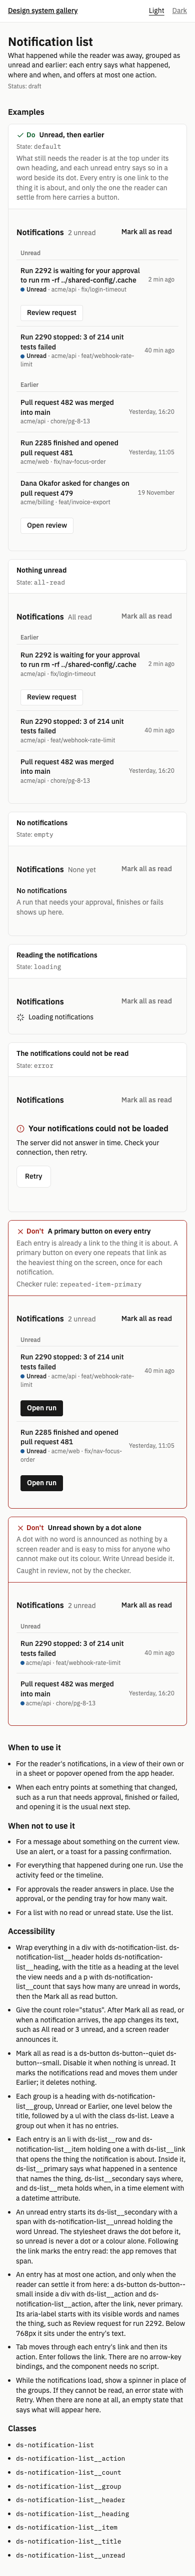 Design system gallery
Light Dark
Notification list
What happened while the reader was away, grouped as
unread and earlier: each entry says what happened,
where and when, and offers at most one action.
Status: draft
Examples
Do Unread, then earlier
State: default
What still needs the reader is at the top under its
own heading, and each unread entry says so in a
word beside its dot. Every entry is one link to the
thing it is about, and only the one the reader can
settle from here carries a button.
Notifications 2 unread Mark all as read
Unread
Run 2292 is waiting for your approval
to run rm -rf ../shared-config/.cache
2 min ago
Unread · acme/api · fix/login-timeout
Review request
Run 2290 stopped: 3 of 214 unit
tests failed
40 min ago
Unread · acme/api · feat/webhook-rate-
limit
Earlier
Pull request 482 was merged
into main
Yesterday, 16:20
acme/api · chore/pg-8-13
Run 2285 finished and opened
pull request 481
Yesterday, 11:05
acme/web · fix/nav-focus-order
Dana Okafor asked for changes on
pull request 479
19 November
acme/billing · feat/invoice-export
Open review
Nothing unread
State: all-read
Notifications All read Mark all as read
Earlier
Run 2292 is waiting for your approval
to run rm -rf ../shared-config/.cache
2 min ago
acme/api · fix/login-timeout
Review request
Run 2290 stopped: 3 of 214 unit
tests failed
40 min ago
acme/api · feat/webhook-rate-limit
Pull request 482 was merged
into main
Yesterday, 16:20
acme/api · chore/pg-8-13
No notifications
State: empty
Notifications None yet Mark all as read
No notifications
A run that needs your approval, finishes or fails
shows up here.
Reading the notifications
State: loading
Notifications Mark all as read
Loading notifications
The notifications could not be read
State: error
Notifications Mark all as read
Your notifications could not be loaded
The server did not answer in time. Check your
connection, then retry.
Retry
Don't A primary button on every entry
Each entry is already a link to the thing it is about. A
primary button on every one repeats that link as
the heaviest thing on the screen, once for each
notification.
Checker rule: repeated-item-primary
Notifications 2 unread Mark all as read
Unread
Run 2290 stopped: 3 of 214 unit
tests failed
40 min ago
Unread · acme/api · feat/webhook-rate-
limit
Open run
Run 2285 finished and opened
pull request 481
Yesterday, 11:05
Unread · acme/web · fix/nav-focus-
order
Open run
Don't Unread shown by a dot alone
A dot with no word is announced as nothing by a
screen reader and is easy to miss for anyone who
cannot make out its colour. Write Unread beside it.
Caught in review, not by the checker.
Notifications 2 unread Mark all as read
Unread
Run 2290 stopped: 3 of 214 unit
tests failed
40 min ago
acme/api · feat/webhook-rate-limit
Pull request 482 was merged
into main
Yesterday, 16:20
acme/api · chore/pg-8-13
When to use it
For the reader's notifications, in a view of their own or
in a sheet or popover opened from the app header.
When each entry points at something that changed,
such as a run that needs approval, finished or failed,
and opening it is the usual next step.
When not to use it
For a message about something on the current view.
Use an alert, or a toast for a passing confirmation.
For everything that happened during one run. Use the
activity feed or the timeline.
For approvals the reader answers in place. Use the
approval, or the pending tray for how many wait.
For a list with no read or unread state. Use the list.
Accessibility
Wrap everything in a div with ds-notification-list. ds-
notification-list__header holds ds-notification-
list__heading, with the title as a heading at the level
the view needs and a p with ds-notification-
list__count that says how many are unread in words,
then the Mark all as read button.
Give the count role="status". After Mark all as read, or
when a notification arrives, the app changes its text,
such as All read or 3 unread, and a screen reader
announces it.
Mark all as read is a ds-button ds-button--quiet ds-
button--small. Disable it when nothing is unread. It
marks the notifications read and moves them under
Earlier; it deletes nothing.
Each group is a heading with ds-notification-
list__group, Unread or Earlier, one level below the
title, followed by a ul with the class ds-list. Leave a
group out when it has no entries.
Each entry is an li with ds-list__row and ds-
notification-list__item holding one a with ds-list__link
that opens the thing the notification is about. Inside it,
ds-list__primary says what happened in a sentence
that names the thing, ds-list__secondary says where,
and ds-list__meta holds when, in a time element with
a datetime attribute.
An unread entry starts its ds-list__secondary with a
span with ds-notification-list__unread holding the
word Unread. The stylesheet draws the dot before it,
so unread is never a dot or a colour alone. Following
the link marks the entry read: the app removes that
span.
An entry has at most one action, and only when the
reader can settle it from here: a ds-button ds-button--
small inside a div with ds-list__action and ds-
notification-list__action, after the link, never primary.
Its aria-label starts with its visible words and names
the thing, such as Review request for run 2292. Below
768px it sits under the entry's text.
Tab moves through each entry's link and then its
action. Enter follows the link. There are no arrow-key
bindings, and the component needs no script.
While the notifications load, show a spinner in place of
the groups. If they cannot be read, an error state with
Retry. When there are none at all, an empty state that
says what will appear here.
Classes
ds-notification-list
ds-notification-list__action
ds-notification-list__count
ds-notification-list__group
ds-notification-list__header
ds-notification-list__heading
ds-notification-list__item
ds-notification-list__title
ds-notification-list__unread